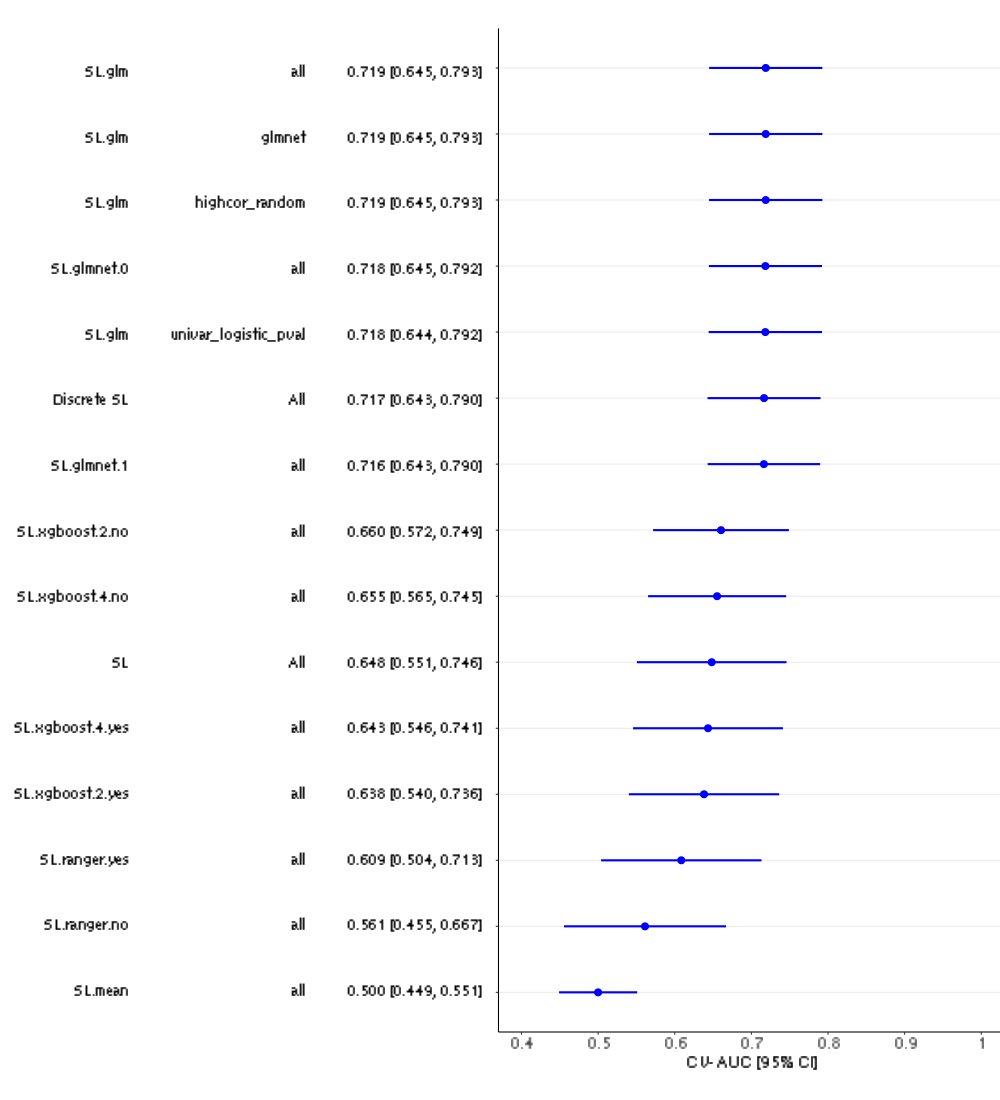 SL.glm all 0.719 [0.645, 0.793]
SL.glm glmnet 0.719 [0.645, 0.793]
SL.glm highcor_random 0.719 [0.645, 0.793]
SL.glmnet.0 all 0.718 [0.645, 0.792]
SL.glm univar_logistic_pval 0.718 [0.644, 0.792]
Discrete SL All 0.717 [0.643, 0.790]
SL.glmnet.1 all 0.716 [0.643, 0.790]
SL.xgboost.2.no all 0.660 [0.572, 0.749]
SL.xgboost.4.no all 0.655 [0.565, 0.745]
SL All 0.648 [0.551, 0.746]
SL.xgboost.4.yes all 0.643 [0.546, 0.741]
SL.xgboost.2.yes all 0.638 [0.540, 0.736]
SL.ranger.yes all 0.609 [0.504, 0.713]
SL.ranger.no all 0.561 [0.455, 0.667]
SL.mean all 0.500 [0.449, 0.551]
0.4 0.5 0.6 0.7 0.8 0.9 1
CV-AUC [95% CI]